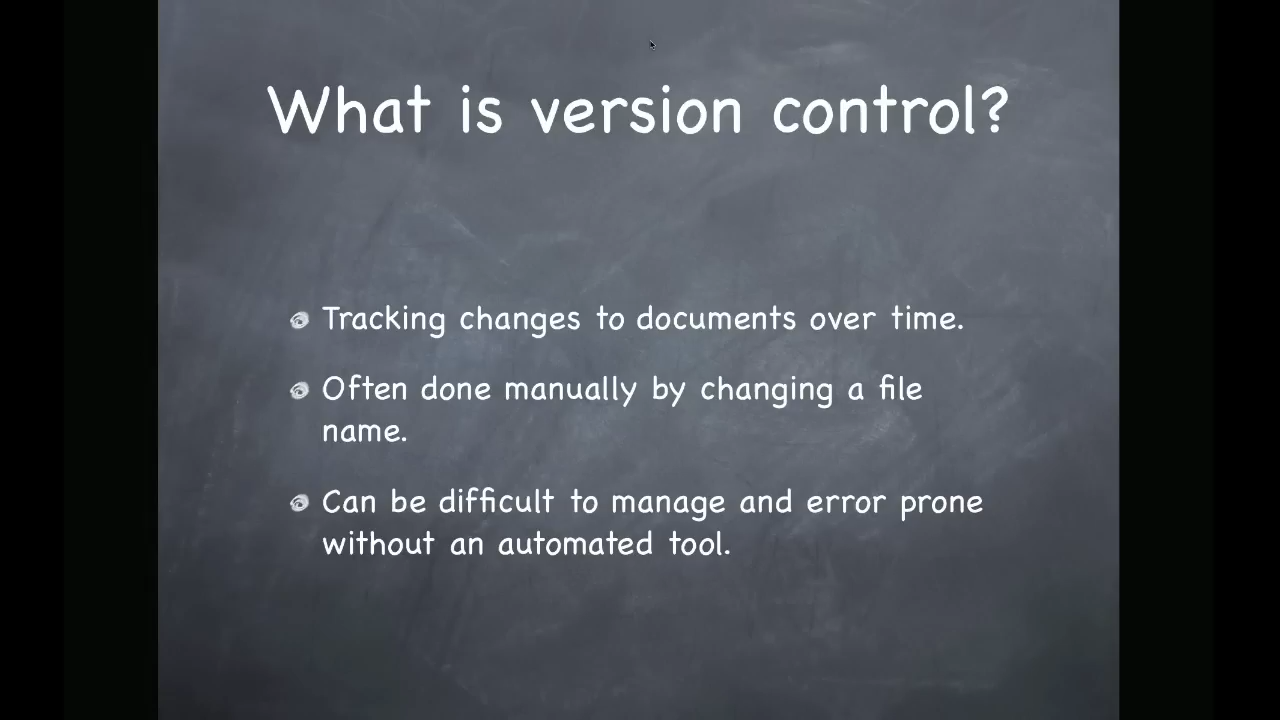 What is version control?
Tracking changes to documents over time.
Often done manually by changing a file
name.
Can be difficult to manage and error prone
without an automated tool.